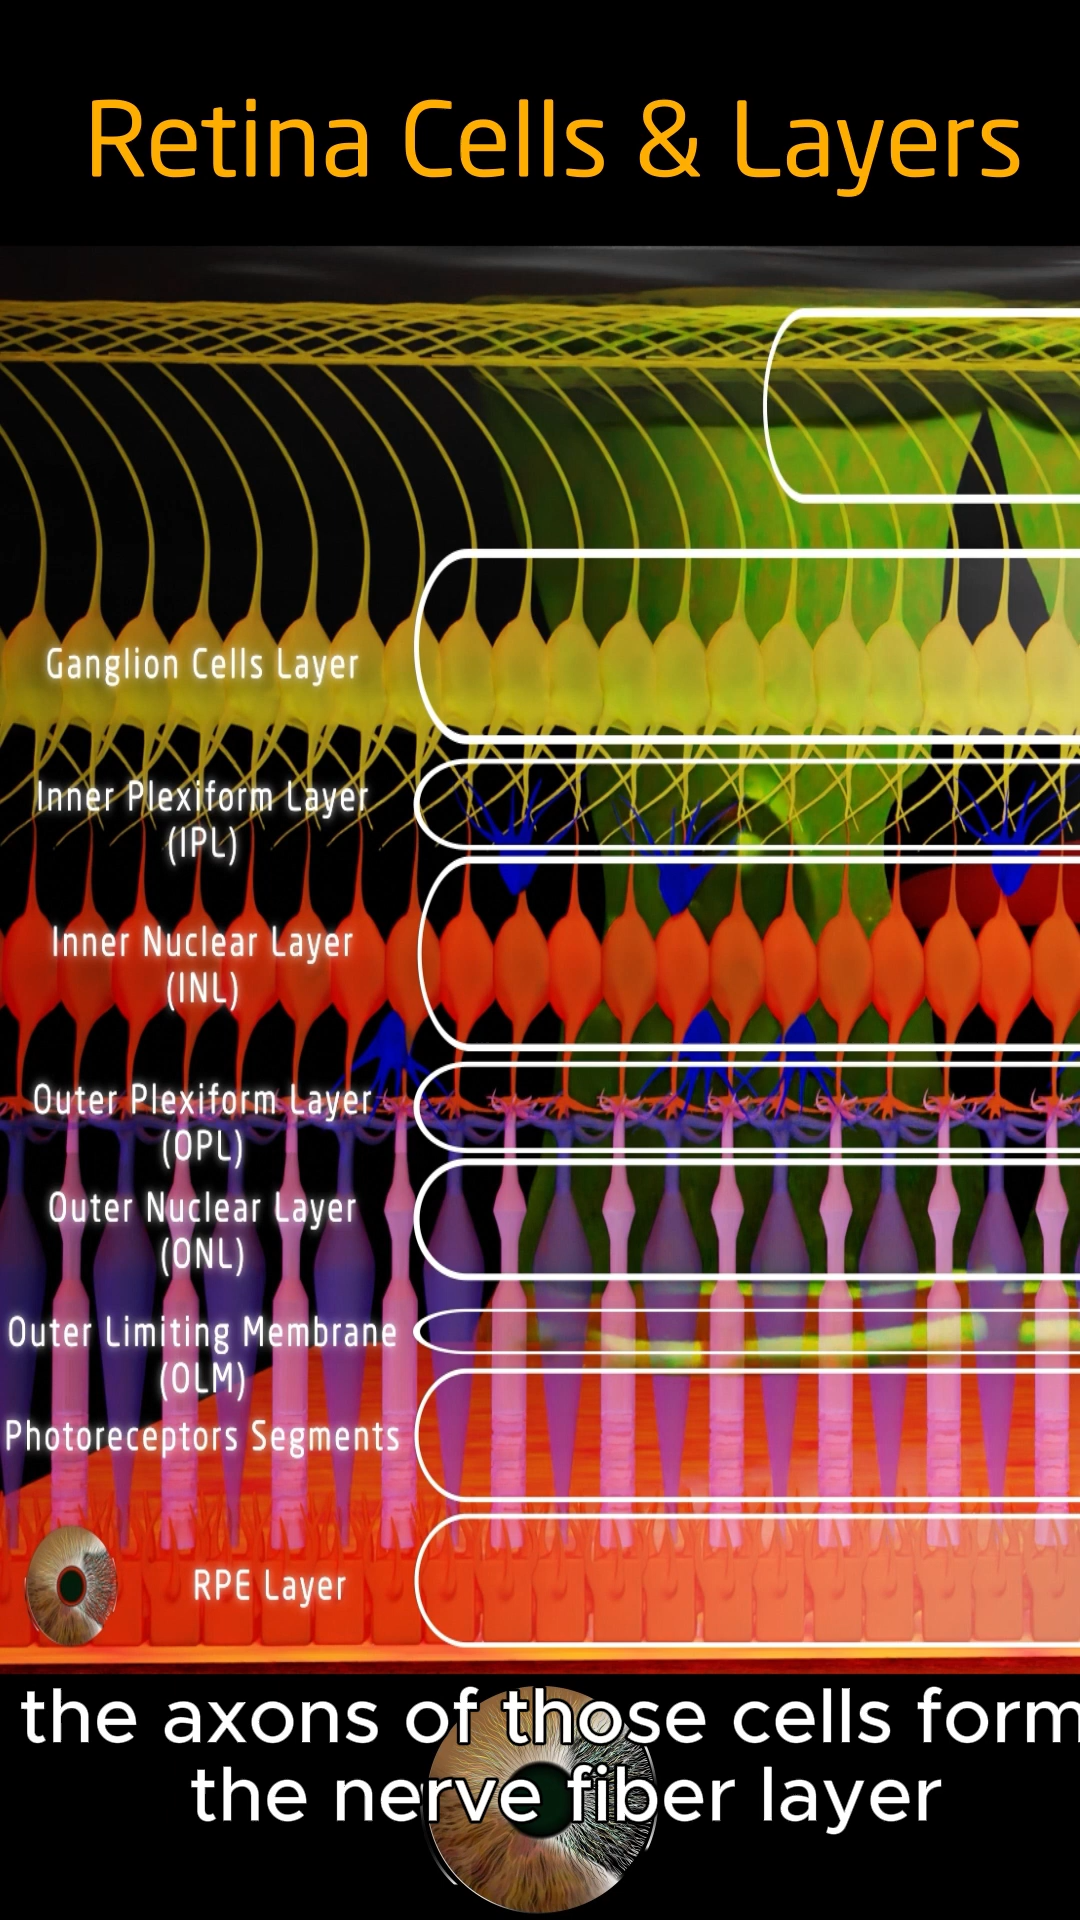 Retina Cells & Layers
Ganglion Cells Layer
Inner Plexiform Layer
(IPL)
Inner Nuclear Layer
(INL)
Outer Plexiform Layer
(OPL)
Outer Nuclear Layer
(ONL)
Outer Limiting Membrane
(OLM)
Photoreceptors Segments
RPE Layer
the axons of those cells form
the nerve fiber layer